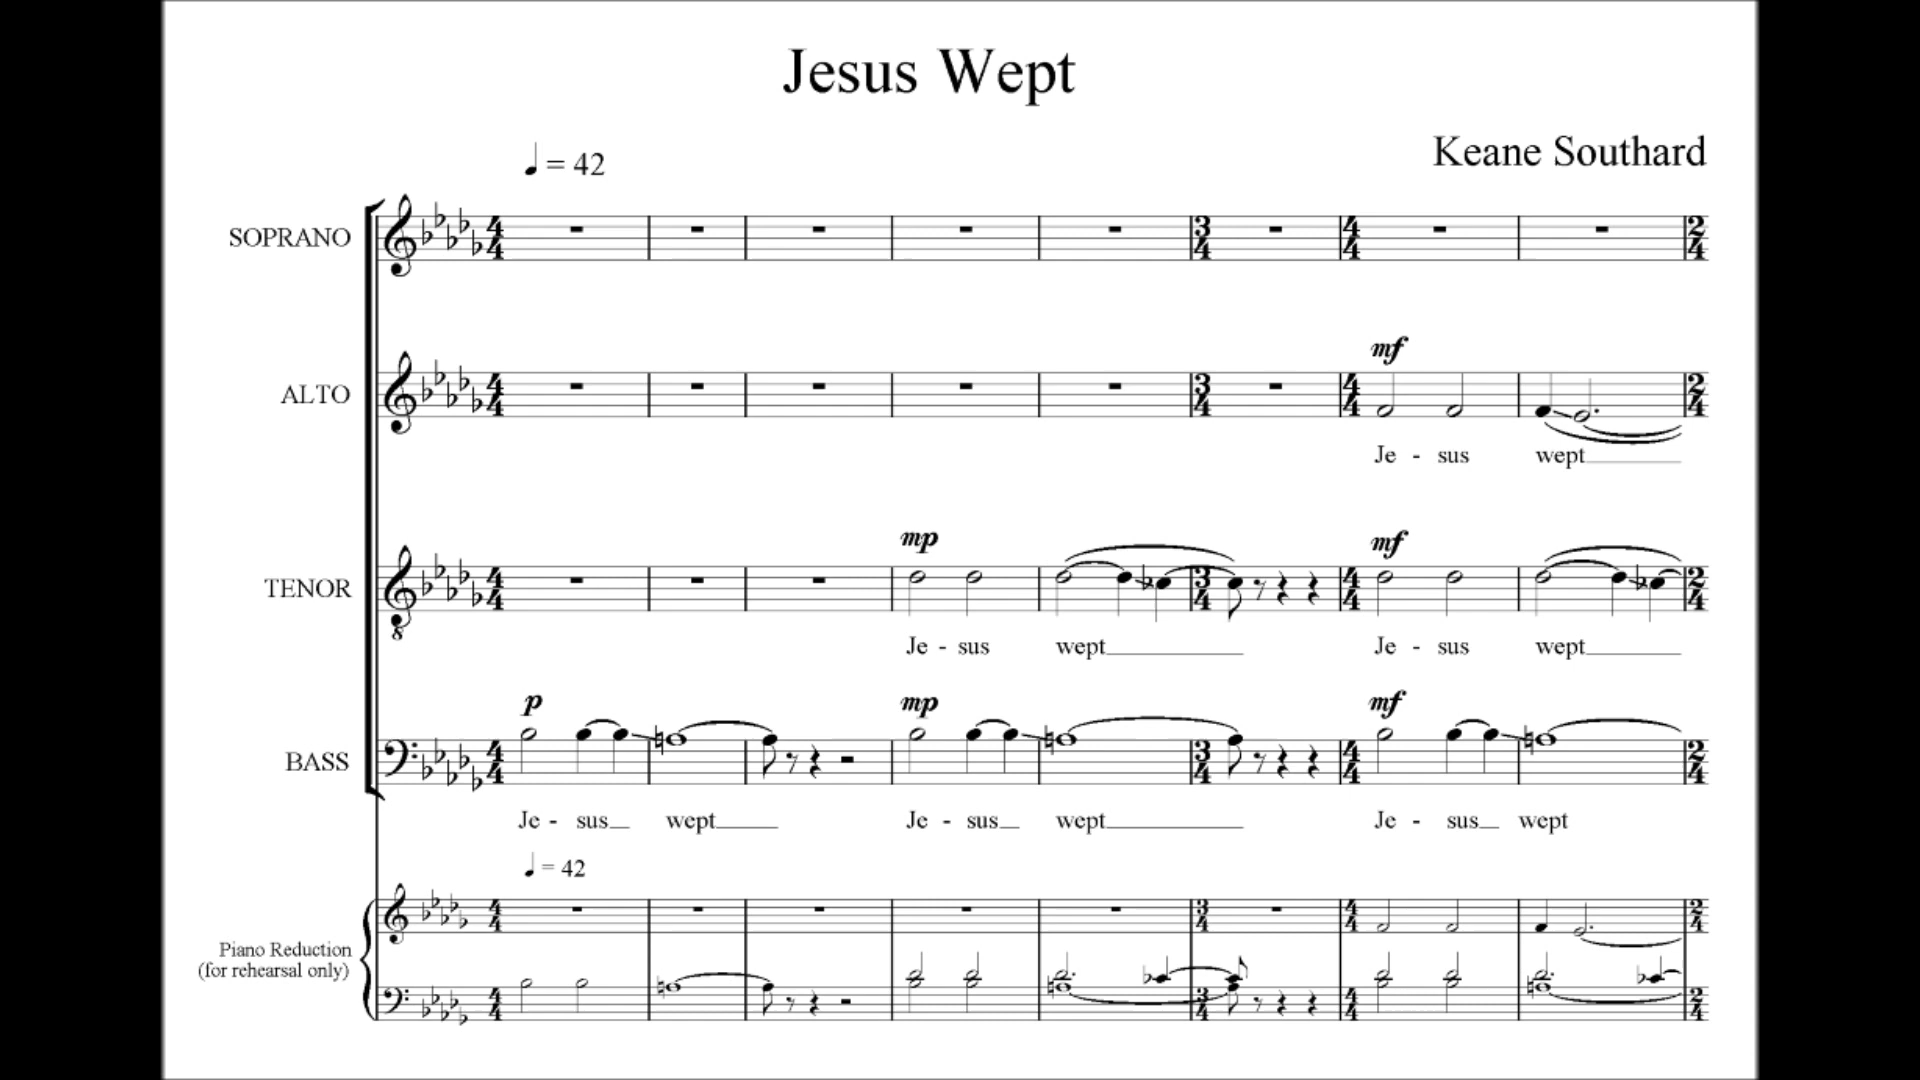 Jesus Wept
Keane Southard
♩ = 42
SOPRANO
ALTO
mf
Je - sus wept
TENOR
mp mf
Je - sus wept Je - sus wept
BASS
p mp mf
Je - sus wept Je - sus wept Je - sus wept
♩ = 42
Piano Reduction
(for rehearsal only)